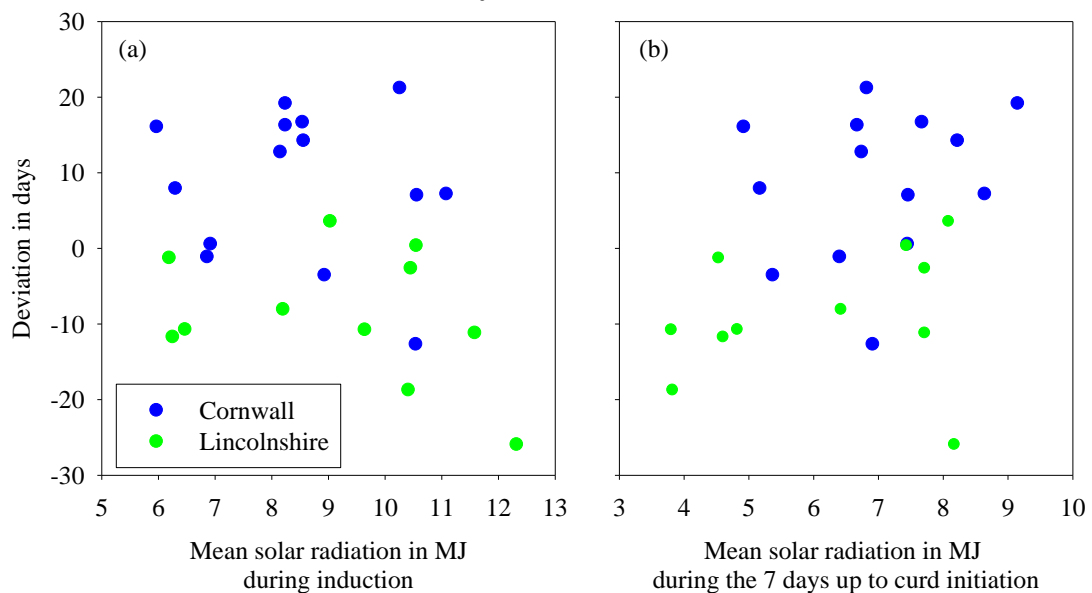 30
20
10
0
-10
-20
-30
Deviation in days
(a)
Cornwall
Lincolnshire
5 6 7 8 9 10 11 12 13
Mean solar radiation in MJ
during induction
(b)
3 4 5 6 7 8 9 10
Mean solar radiation in MJ
during the 7 days up to curd initiation